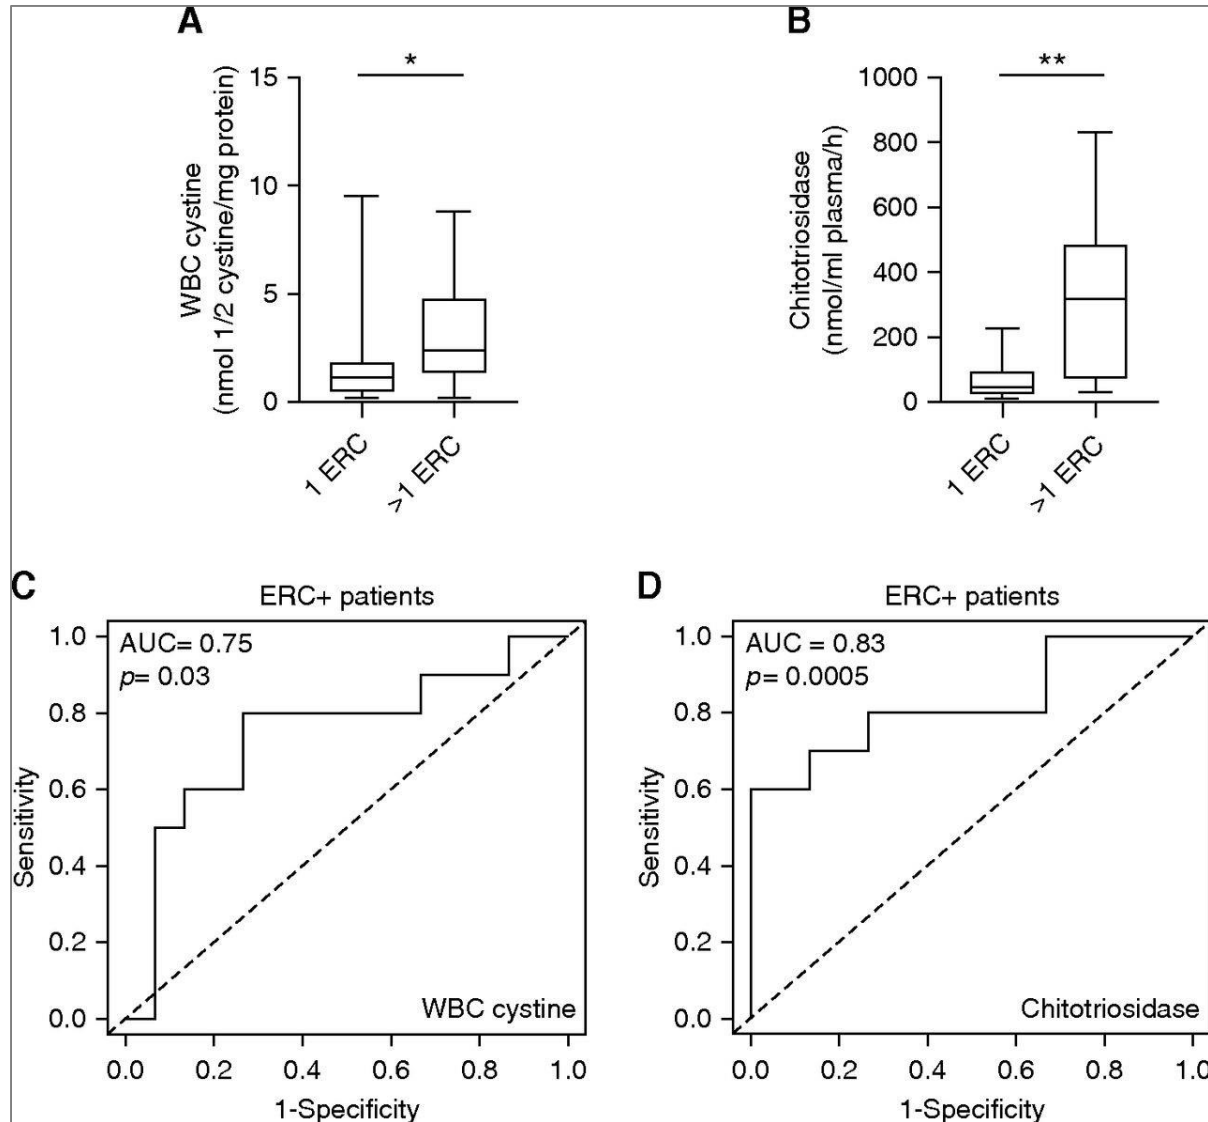 A
*
WBC cystine
(nmol 1/2 cystine/mg protein)
15
10
5
0
1 ERC
>1 ERC
B
**
Chitotriosidase
(nmol/ml plasma/h)
1000
800
600
400
200
0
1 ERC
>1 ERC
C
ERC+ patients
AUC= 0.75
p= 0.03
Sensitivity
1.0
0.8
0.6
0.4
0.2
0.0
WBC cystine
0.0 0.2 0.4 0.6 0.8 1.0
1-Specificity
D
ERC+ patients
AUC = 0.83
p= 0.0005
Sensitivity
1.0
0.8
0.6
0.4
0.2
0.0
Chitotriosidase
0.0 0.2 0.4 0.6 0.8 1.0
1-Specificity